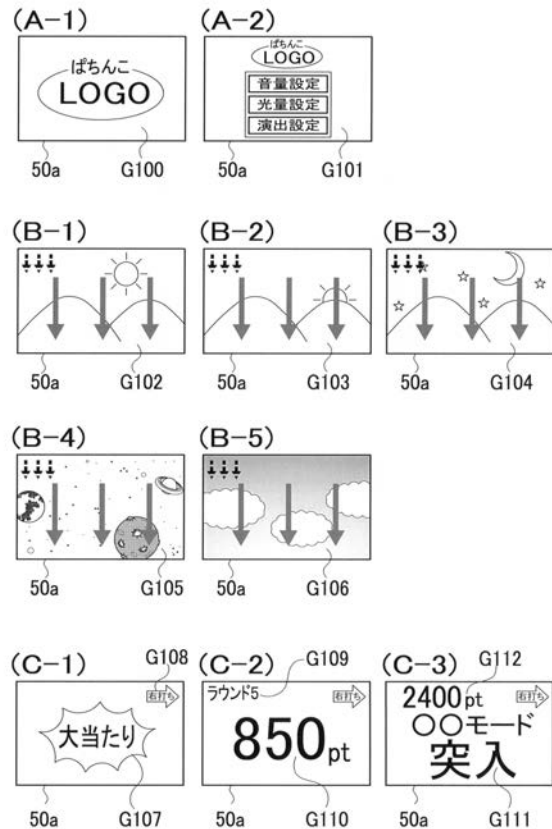 (A-1)
ぱちんこ
LOGO
50a
G100
(A-2)
ぱちんこ
LOGO
音量設定
光量設定
演出設定
50a
G101
(B-1)
50a
G102
(B-2)
50a
G103
(B-3)
50a
G104
(B-4)
50a
G105
(B-5)
50a
G106
(C-1)
G108
右打ち
大当たり
50a
G107
(C-2)
G109
ラウンド5
右打ち
850pt
50a
G110
(C-3)
G112
2400pt
右打ち
○○モード
突入
50a
G111